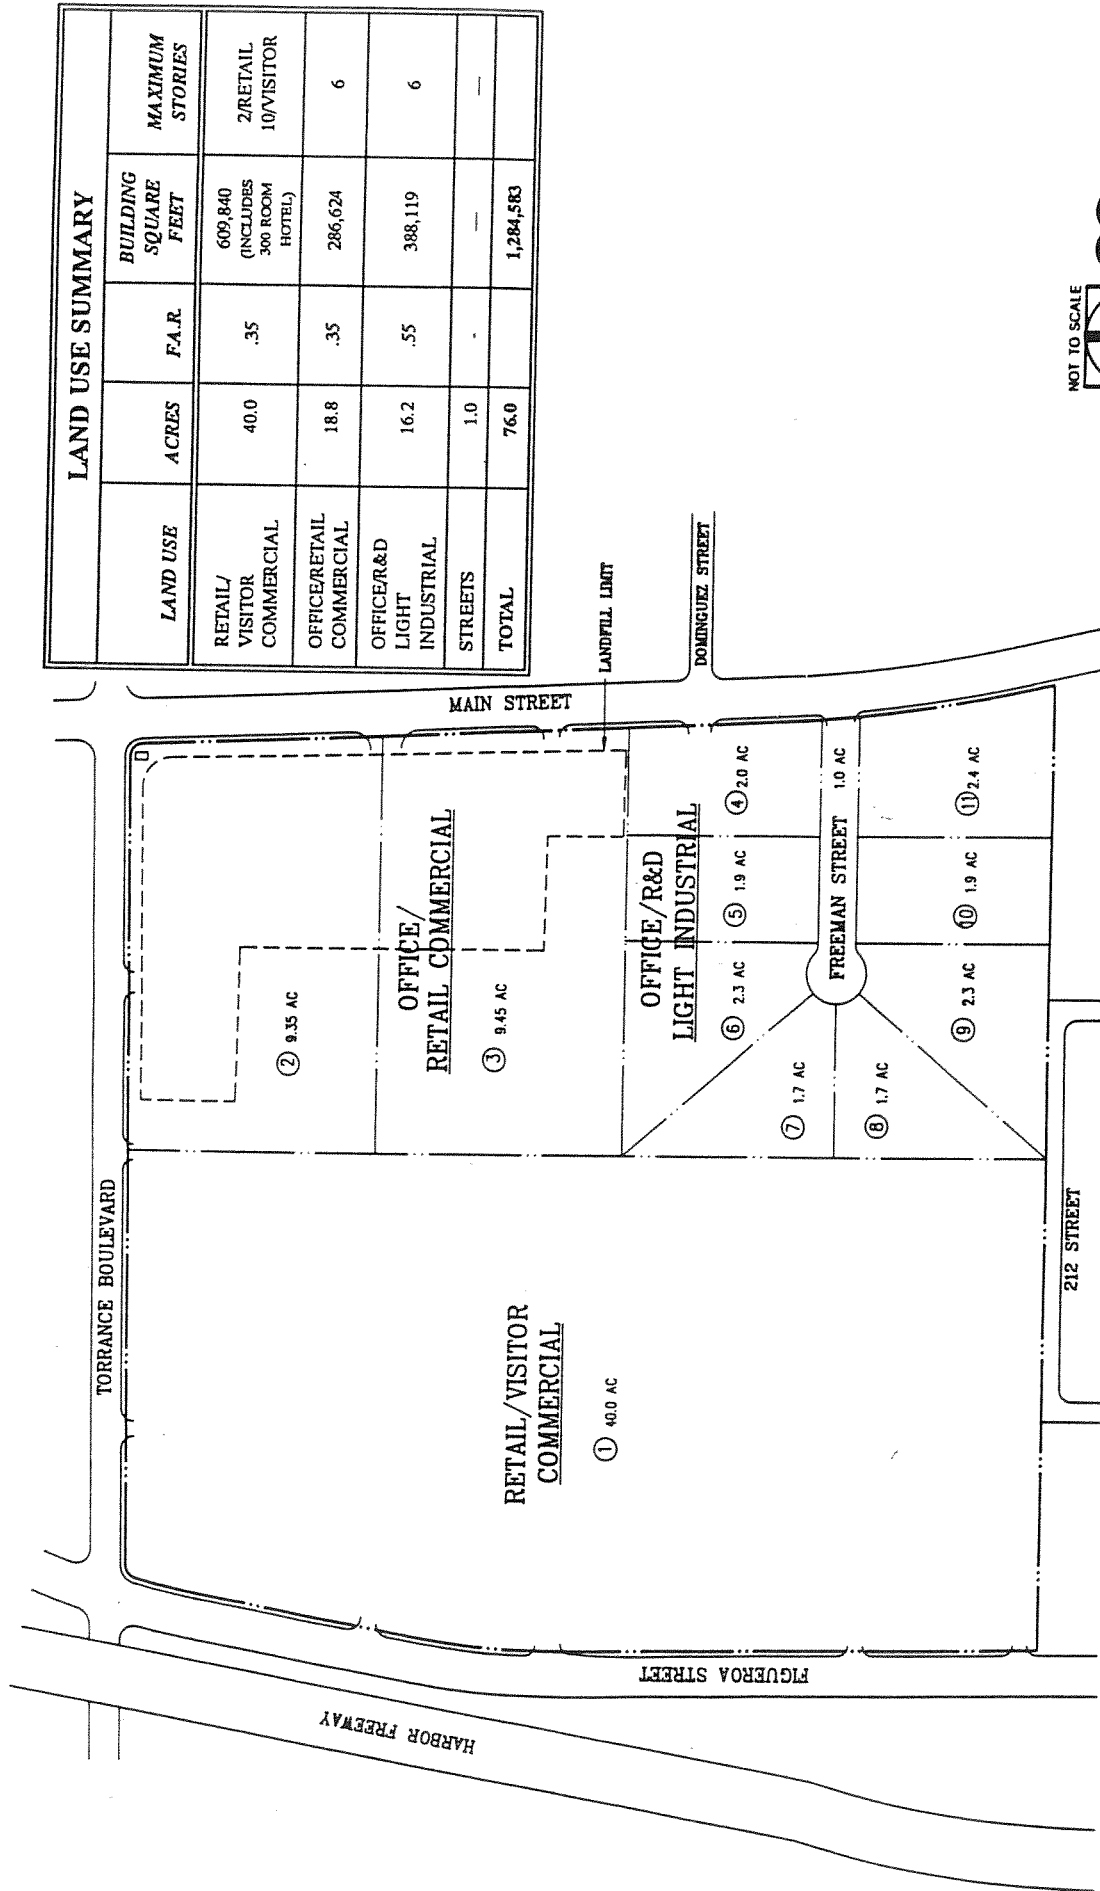 LAND USE SUMMARY
LAND USE ACRES F.A.R. BUILDING SQUARE FEET MAXIMUM STORIES
RETAIL/ VISITOR COMMERCIAL 40.0 .35 609,840 (INCLUDES 300 ROOM HOTEL) 2/RETAIL 10/VISITOR
OFFICE/RETAIL COMMERCIAL 18.8 .35 286,624 6
OFFICE/R&D LIGHT INDUSTRIAL 16.2 .55 388,119 6
STREETS 1.0 - — —
TOTAL 76.0 1,284,583
TORRANCE BOULEVARD
MAIN STREET
LANDFILL LIMIT
DOMINGUEZ STREET
HARBOR FREEWAY
FIGUEROA STREET
RETAIL/VISITOR
COMMERCIAL
1 40.0 AC
2 9.35 AC
OFFICE/
RETAIL COMMERCIAL
3 9.45 AC
OFFICE/R&D
LIGHT INDUSTRIAL
4 2.0 AC
5 1.9 AC
6 2.3 AC
7 1.7 AC
8 1.7 AC
FREEMAN STREET 1.0 AC
9 2.3 AC
10 1.9 AC
11 2.4 AC
212 STREET
NOT TO SCALE